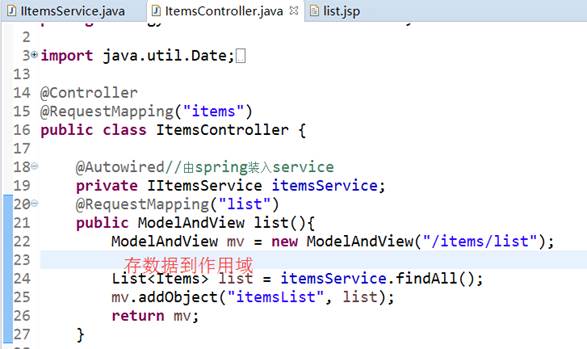 IItemsService.java
ItemsController.java
list.jsp
2
3 import java.util.Date;
13
14 @Controller
15 @RequestMapping("items")
16 public class ItemsController {
17
18 @Autowired//由spring装入service
19 private IItemsService itemsService;
20 @RequestMapping("list")
21 public ModelAndView list(){
22 ModelAndView mv = new ModelAndView("/items/list");
23
存数据到作用域
24 List<Items> list = itemsService.findAll();
25 mv.addObject("itemsList", list);
26 return mv;
27 }